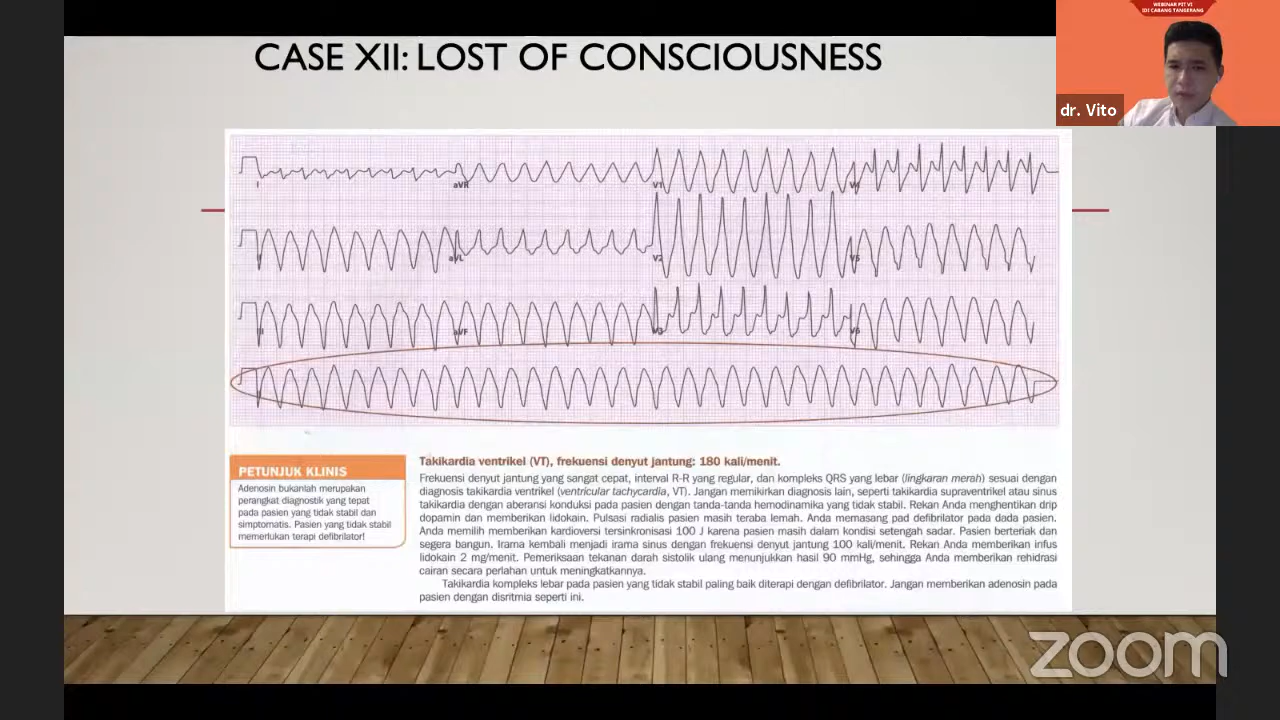 CASE XII: LOST OF CONSCIOUSNESS
WEBINAR PIT VI
IDI CABANG TANGERANG
dr. Vito
I
aVR
V1
V4
II
aVL
V2
V5
III
aVF
V3
V6
PETUNJUK KLINIS
Adenosin bukanlah merupakan
perangkat diagnostik yang tepat
pada pasien yang tidak stabil dan
simptomatis. Pasien yang tidak stabil
memerlukan terapi defibrilator!
Takikardia ventrikel (VT), frekuensi denyut jantung: 180 kali/menit.
Frekuensi denyut jantung yang sangat cepat, interval R-R yang regular, dan kompleks QRS yang lebar (lingkaran merah) sesuai dengan
diagnosis takikardia ventrikel (ventricular tachycardia, VT). Jangan memikirkan diagnosis lain, seperti takikardia supraventrikel atau sinus
takikardia dengan aberansi konduksi pada pasien dengan tanda-tanda hemodinamika yang tidak stabil. Rekan Anda menghentikan drip
dopamin dan memberikan lidokain. Pulsasi radialis pasien masih teraba lemah. Anda memasang pad defibrilator pada dada pasien.
Anda memilih memberikan kardioversi tersinkronisasi 100 J karena pasien masih dalam kondisi setengah sadar. Pasien berteriak dan
segera bangun. Irama kembali menjadi irama sinus dengan frekuensi denyut jantung 100 kali/menit. Rekan Anda memberikan infus
lidokain 2 mg/menit. Pemeriksaan tekanan darah sistolik ulang menunjukkan hasil 90 mmHg, sehingga Anda memberikan rehidrasi
cairan secara perlahan untuk meningkatkannya.
Takikardia kompleks lebar pada pasien yang tidak stabil paling baik diterapi dengan defibrilator. Jangan memberikan adenosin pada
pasien dengan disritmia seperti ini.
zoom